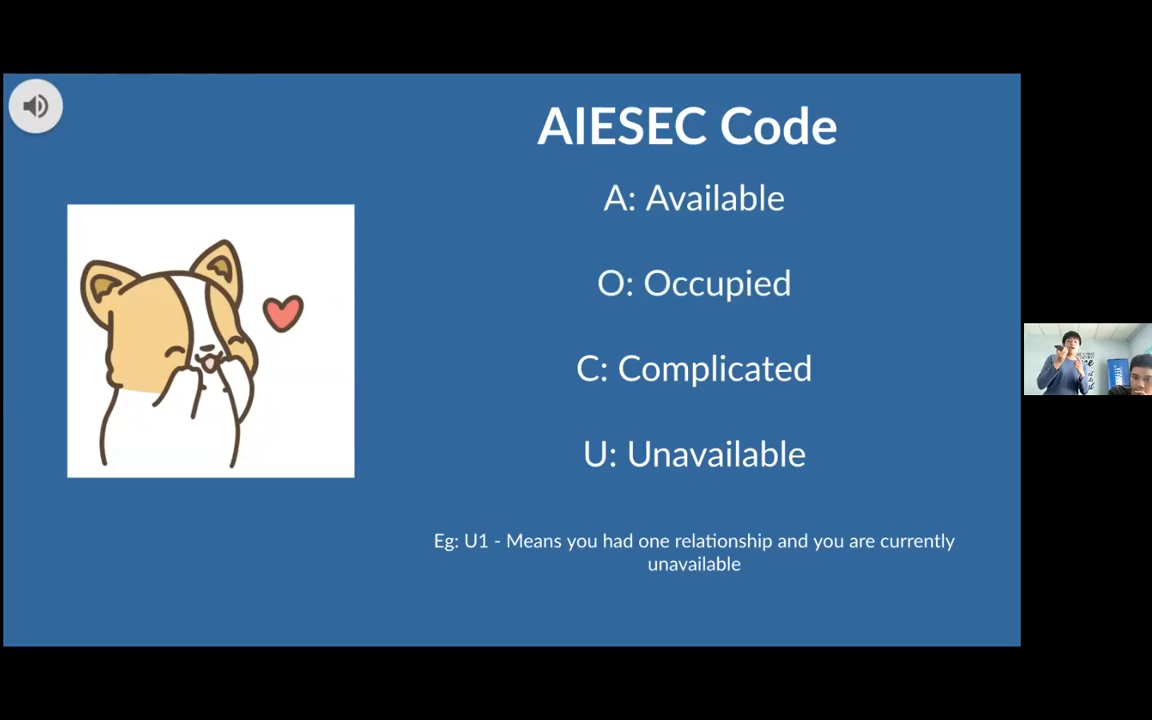 AIESEC Code
A: Available
O: Occupied
C: Complicated
U: Unavailable
Eg: U1 - Means you had one relationship and you are currently
unavailable